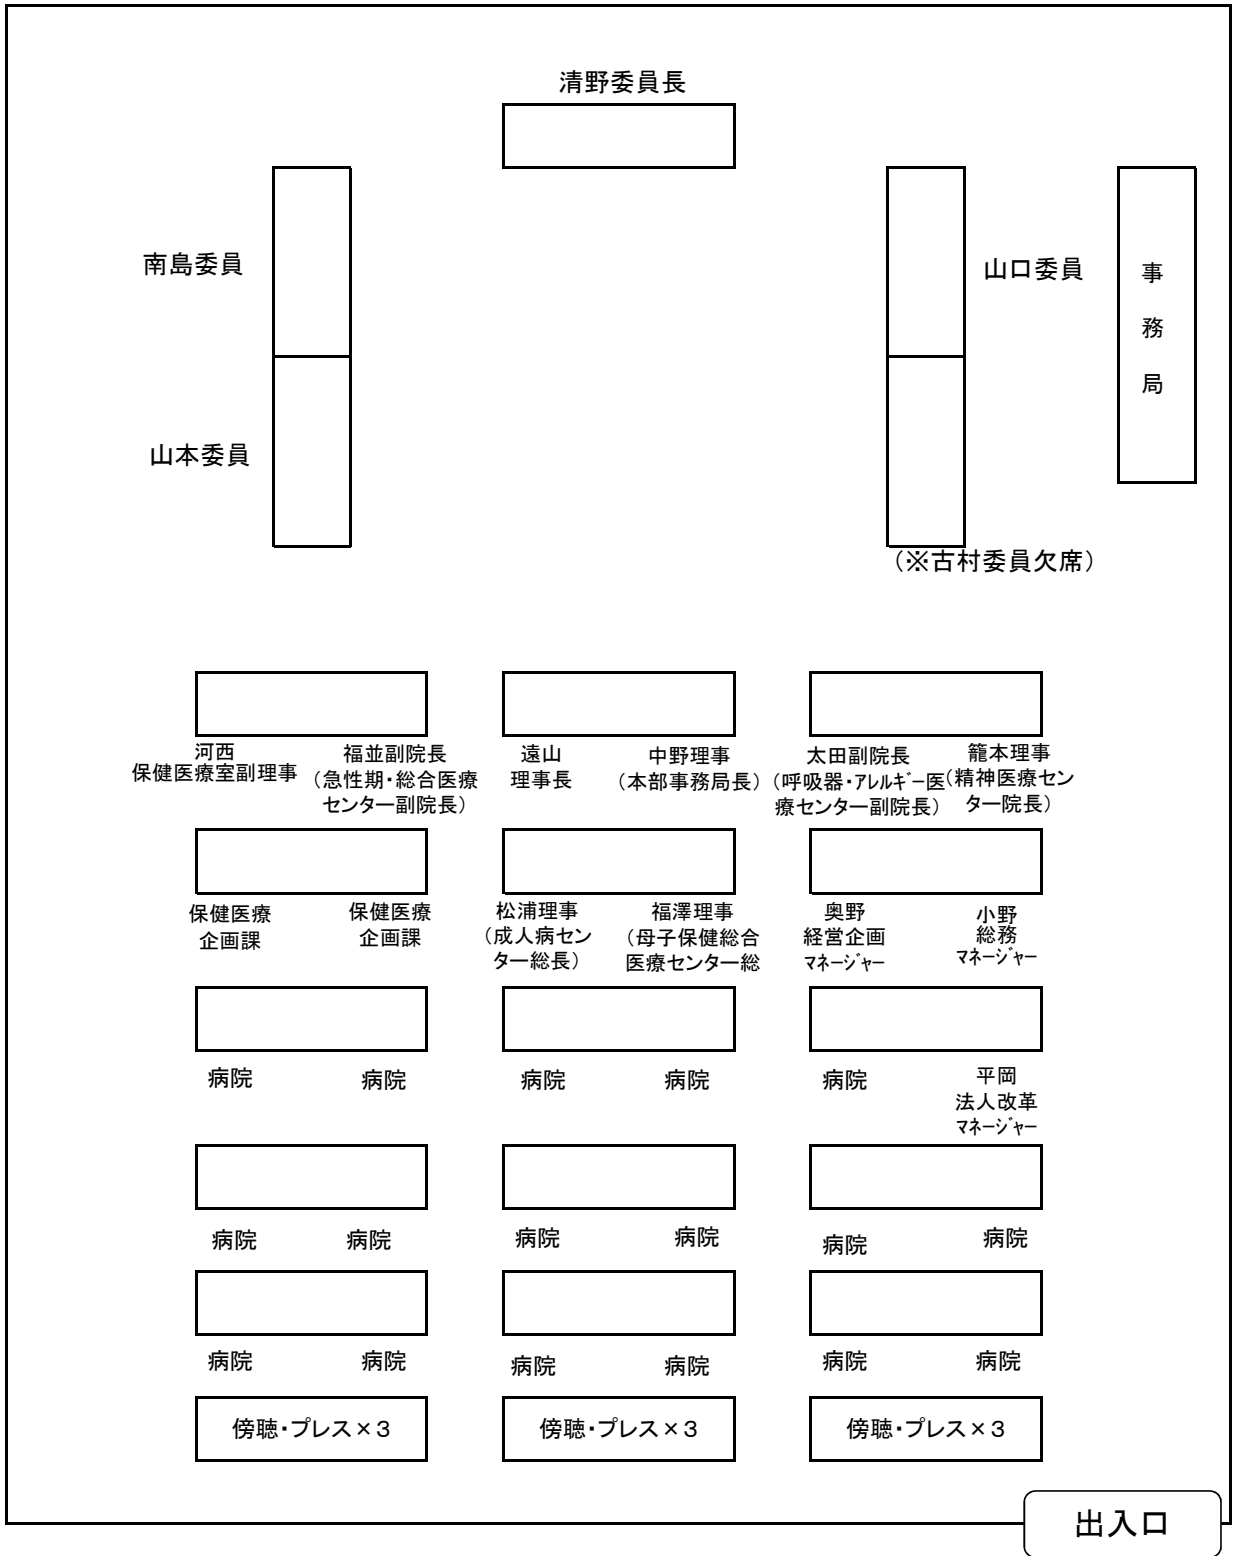 清野委員長
南島委員
山口委員
事
務
局
山本委員
（※古村委員欠席）
河西
保健医療室副理事
福並副院長
（急性期・総合医療
センター副院長）
遠山
理事長
中野理事
（本部事務局長）
太田副院長
（呼吸器・アレルギー医
療センター副院長）
籠本理事
（精神医療セン
ター院長）
保健医療
企画課
保健医療
企画課
松浦理事
（成人病セン
ター総長）
福澤理事
（母子保健総合
医療センター総
奥野
経営企画
マネージャー
小野
総務
マネージャー
病院
病院
病院
病院
病院
平岡
法人改革
マネージャー
病院
病院
病院
病院
病院
病院
病院
病院
病院
病院
病院
病院
傍聴・プレス×３
傍聴・プレス×３
傍聴・プレス×３
出入口